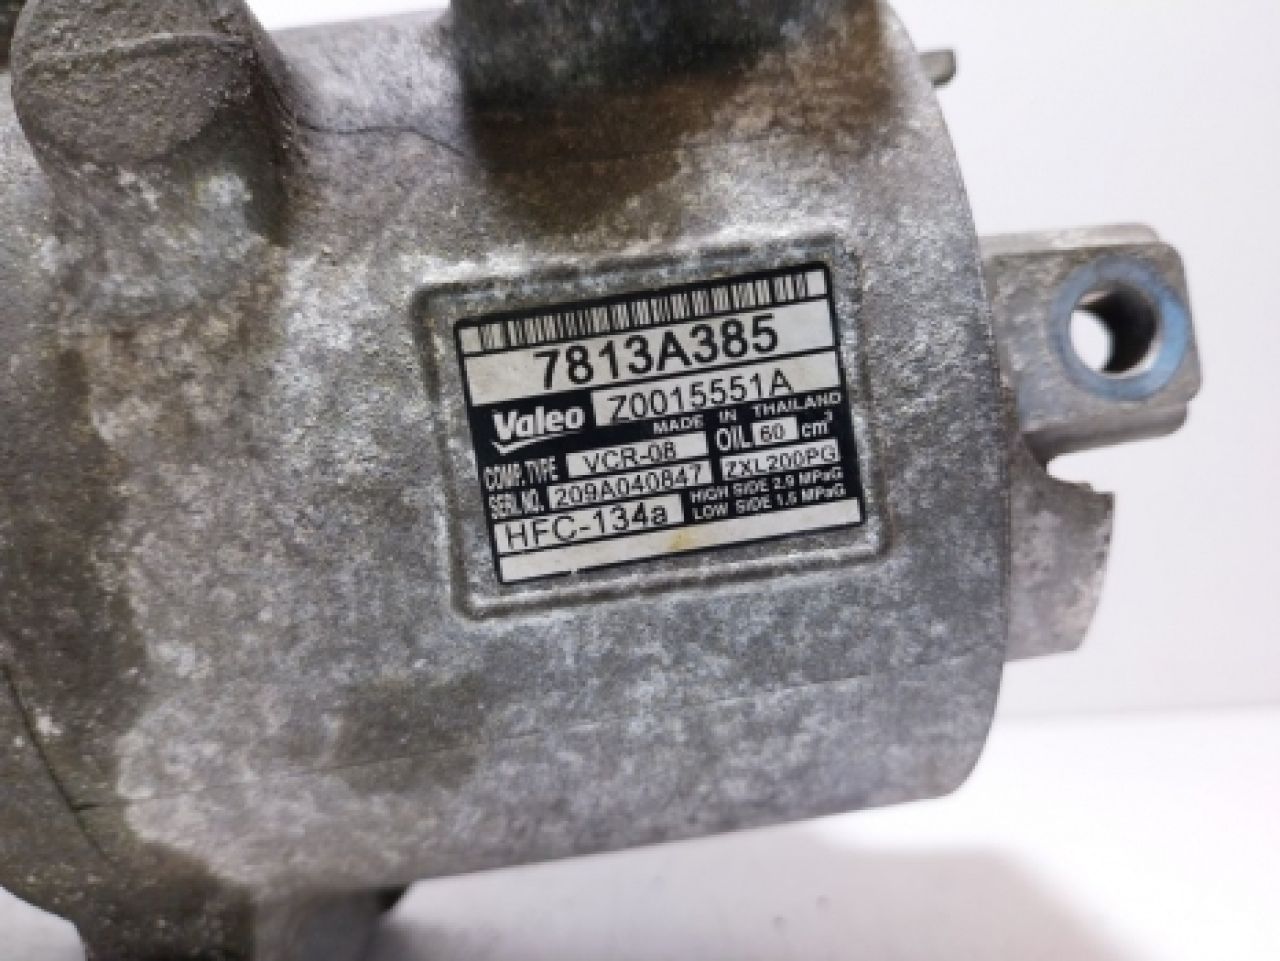 7813A385
Valeo Z0015551A
MADE IN THAILAND
COMP. TYPE VCR-08 OIL 60 cm³
SERI. NO. 209A040847 ZXL200PG
HFC-134a HIGH SIDE 2.9 MPaG
LOW SIDE 1.5 MPaG